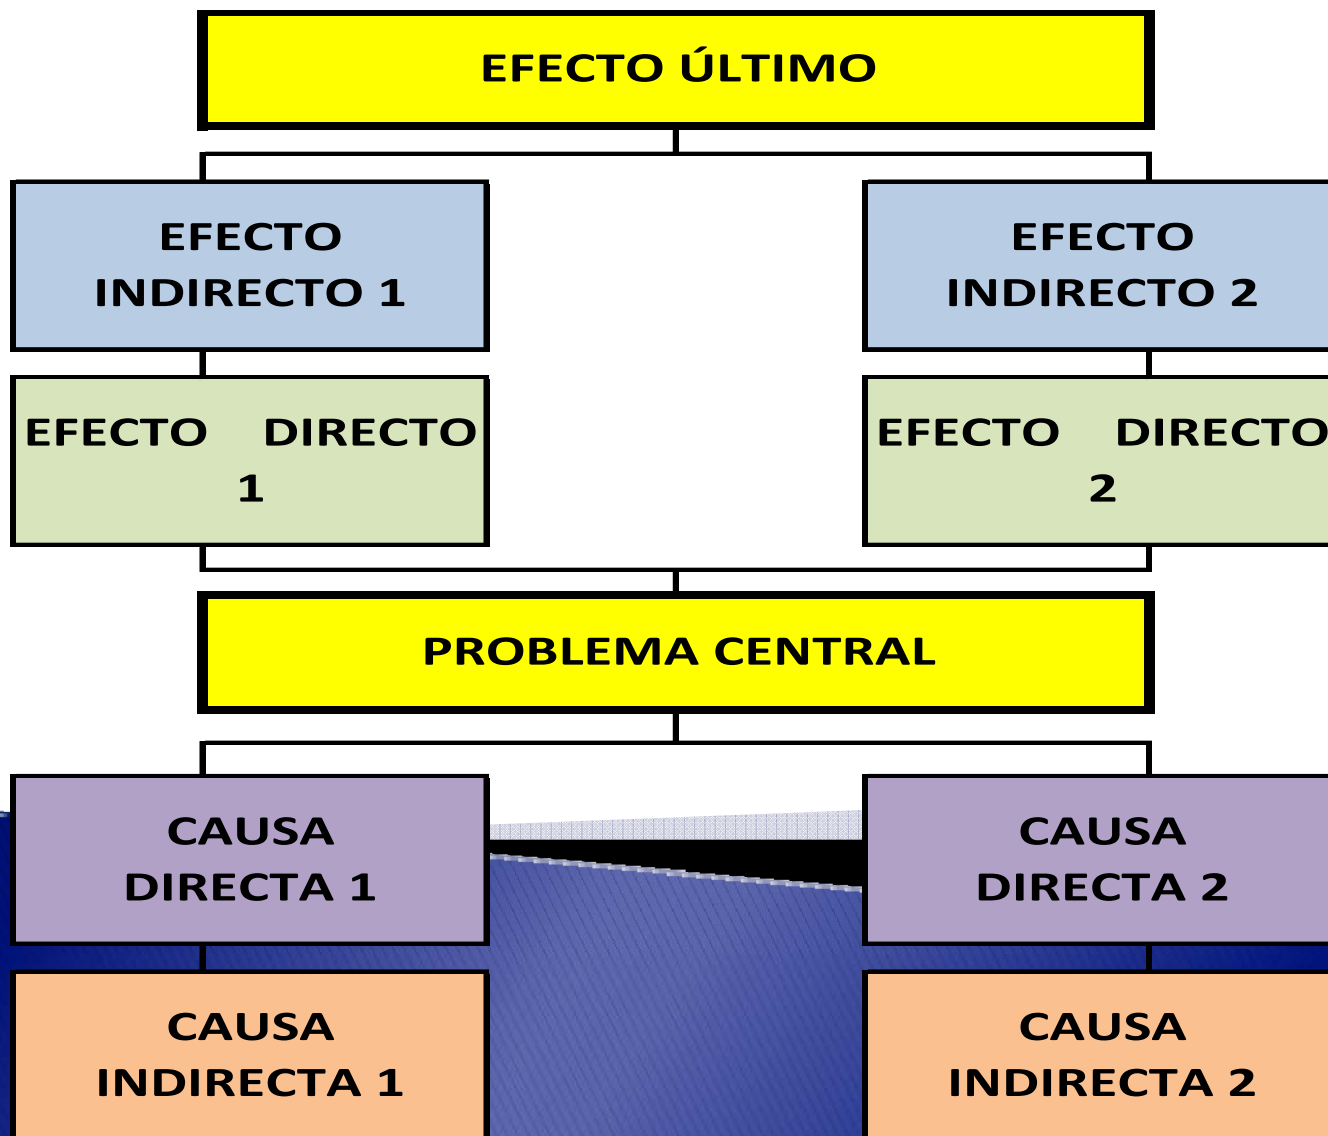 EFECTO ÚLTIMO
EFECTO
INDIRECTO 1
EFECTO
INDIRECTO 2
EFECTO DIRECTO
1
EFECTO DIRECTO
2
PROBLEMA CENTRAL
CAUSA
DIRECTA 1
CAUSA
DIRECTA 2
CAUSA
INDIRECTA 1
CAUSA
INDIRECTA 2